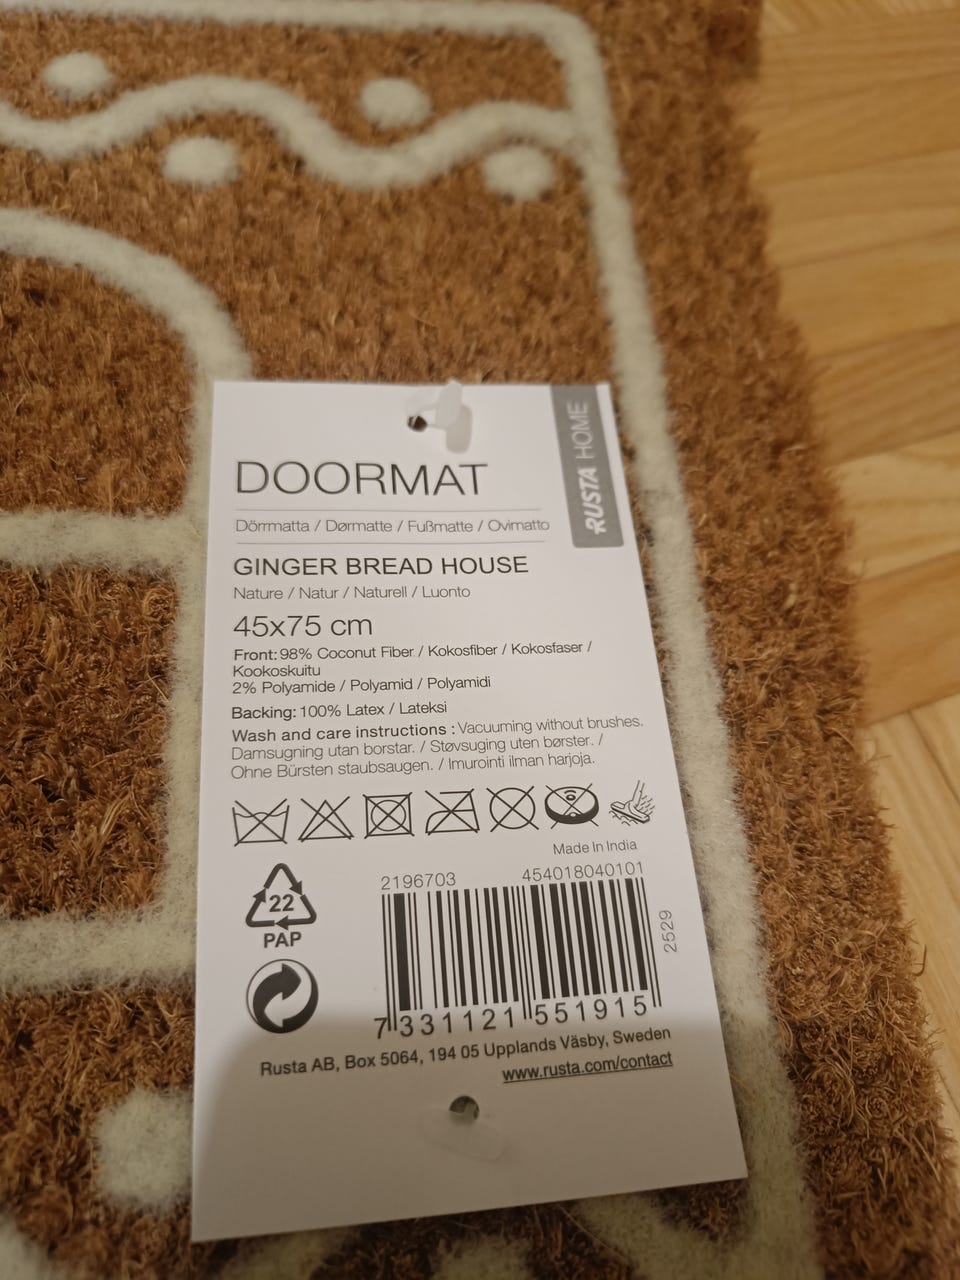 RUSTA HOME
DOORMAT
Dörrmatta / Dørmatte / Fußmatte / Ovimatto
GINGER BREAD HOUSE
Nature / Natur / Naturell / Luonto
45x75 cm
Front: 98% Coconut Fiber / Kokosfiber / Kokosfaser /
Kookoskuitu
2% Polyamide / Polyamid / Polyamidi
Backing: 100% Latex / Lateksi
Wash and care instructions : Vacuuming without brushes.
Damsugning utan borstar. / Støvsuging uten børster. /
Ohne Bürsten staubsaugen. / Imurointi ilman harjoja.
Made In India
2196703 454018040101
22
PAP
2529
7 331121 551915
Rusta AB, Box 5064, 194 05 Upplands Väsby, Sweden
www.rusta.com/contact